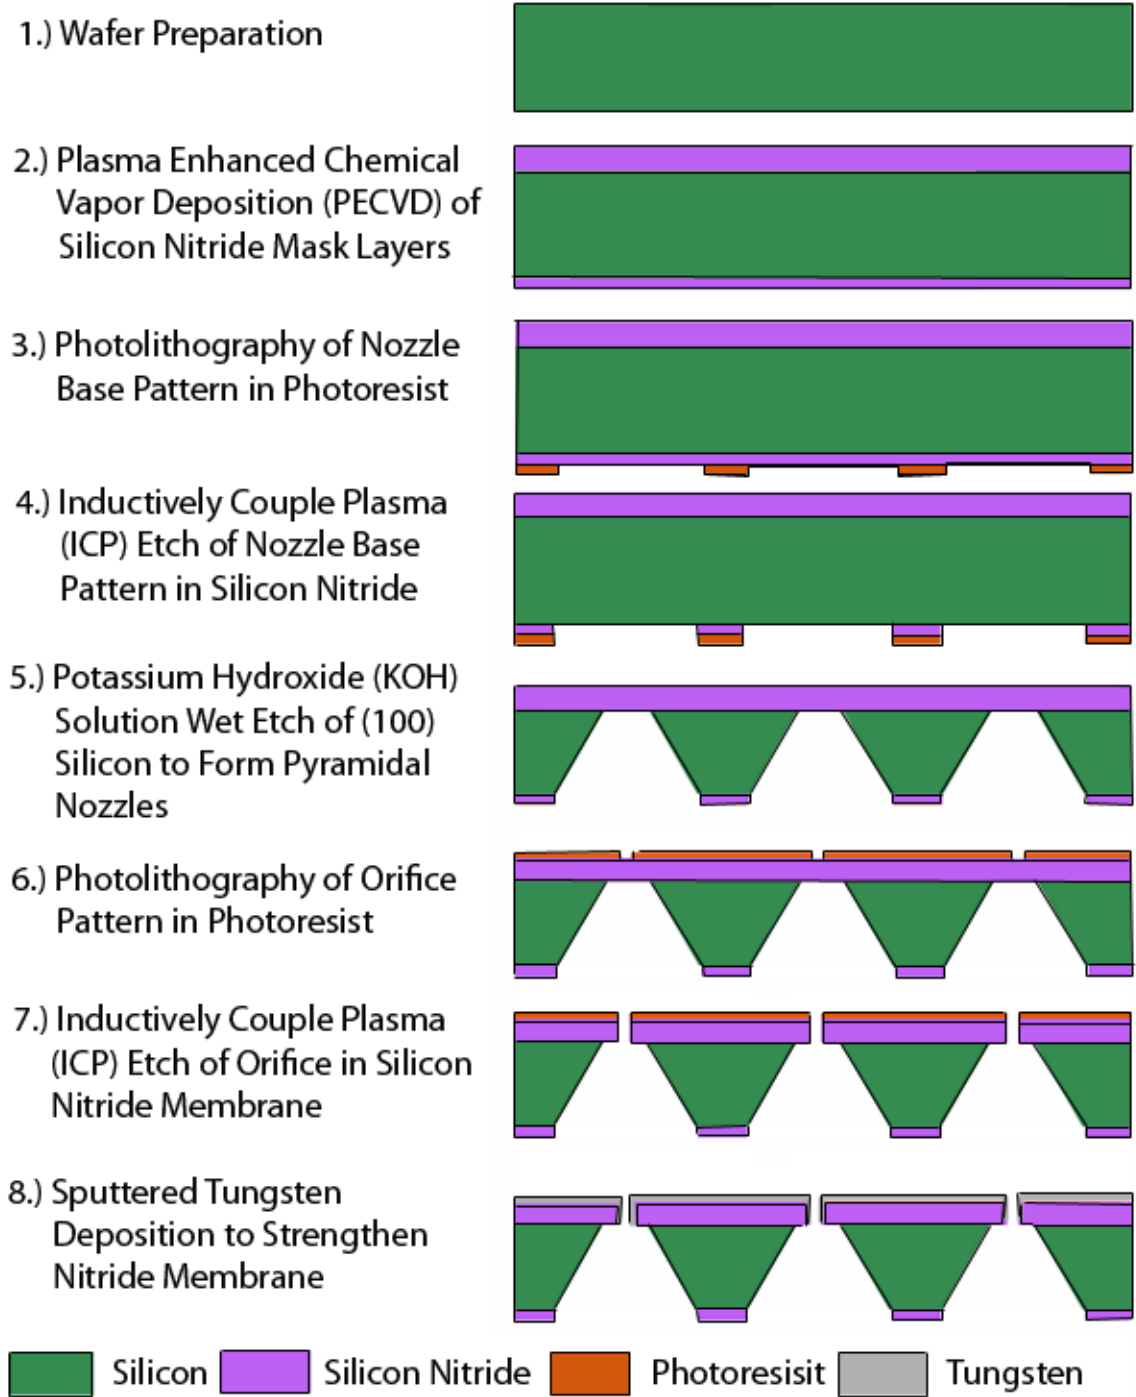 1.) Wafer Preparation
2.) Plasma Enhanced Chemical
Vapor Deposition (PECVD) of
Silicon Nitride Mask Layers
3.) Photolithography of Nozzle
Base Pattern in Photoresist
4.) Inductively Couple Plasma
(ICP) Etch of Nozzle Base
Pattern in Silicon Nitride
5.) Potassium Hydroxide (KOH)
Solution Wet Etch of (100)
Silicon to Form Pyramidal
Nozzles
6.) Photolithography of Orifice
Pattern in Photoresist
7.) Inductively Couple Plasma
(ICP) Etch of Orifice in Silicon
Nitride Membrane
8.) Sputtered Tungsten
Deposition to Strengthen
Nitride Membrane
Silicon Silicon Nitride Photoresisit Tungsten